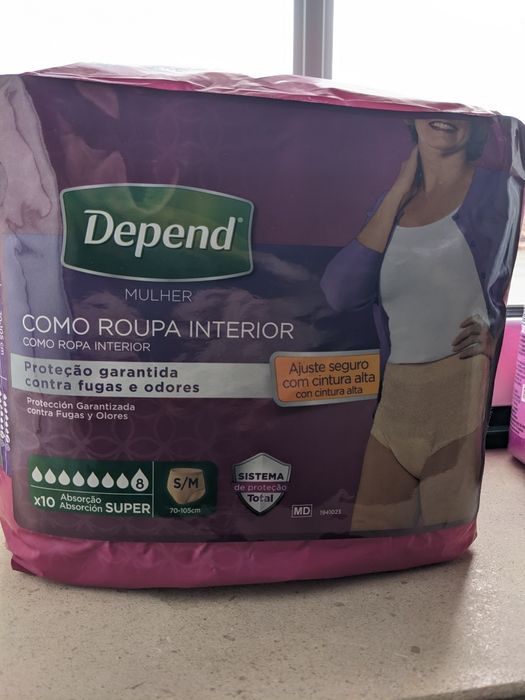 Depend®
MULHER
COMO ROUPA INTERIOR
COMO ROPA INTERIOR
Proteção garantida
contra fugas e odores
Protección Garantizada
contra Fugas y Olores
Ajuste seguro
com cintura alta
con cintura alta
8
x10
Absorção
Absorción SUPER
S/M
70-105cm
SISTEMA
de proteção
Total
MD